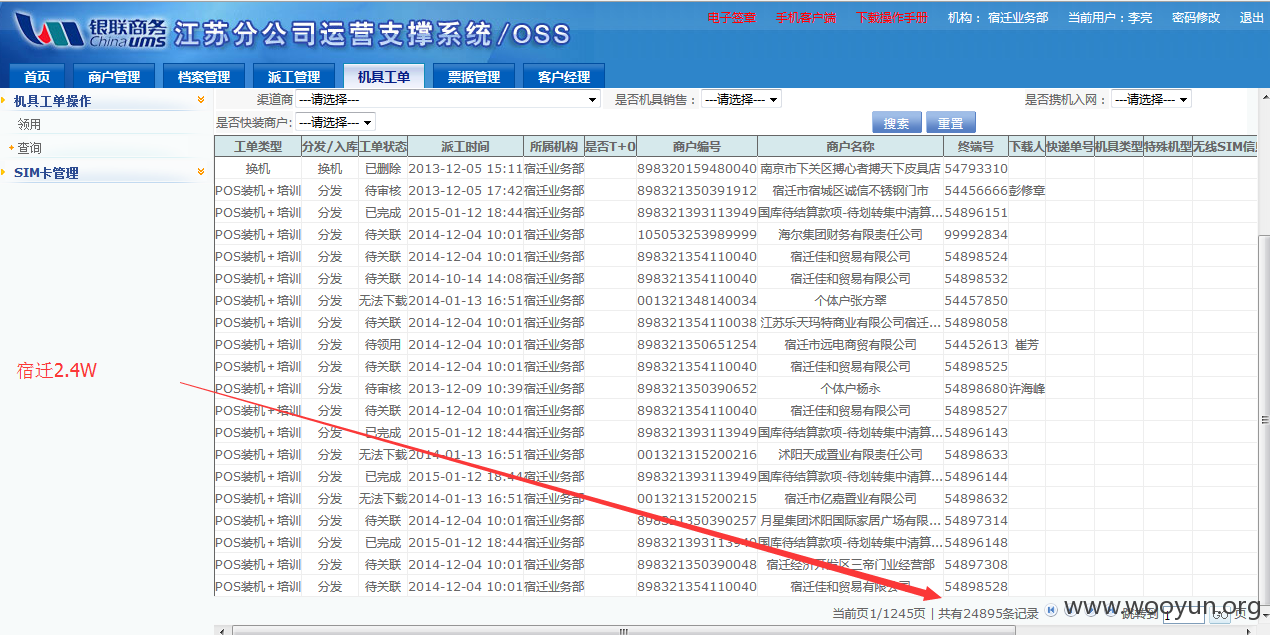 银联商务 ChinaUMS 江苏分公司运营支撑系统/OSS
电子签章 手机客户端 下载操作手册 机构：宿迁业务部 当前用户：李亮 密码修改 退出
首页 商户管理 档案管理 派工管理 机具工单 票据管理 客户经理
机具工单操作
领用
查询
SIM卡管理
宿迁2.4W
渠道商 ---请选择--- 是否机具销售： ---请选择--- 是否携机入网： ---请选择---
是否快装商户： ---请选择--- 搜索 重置
工单类型 分发/入库 工单状态 派工时间 所属机构 是否T+0 商户编号 商户名称 终端号 下载人 快递单号 机具类型 特殊机型 无线SIM信息
换机 换机 已删除 2013-12-05 15:11 宿迁业务部 898320159480040 南京市下关区搏心者搏天下皮具店 54793310
POS装机+培训 分发 待审核 2013-12-05 17:42 宿迁业务部 898321350391912 宿迁市宿城区诚信不锈钢门市 54456666 彭修章
POS装机+培训 分发 已完成 2015-01-12 18:44 宿迁业务部 898321393113949 国库待结算款项-待划转集中清算... 54896151
POS装机+培训 分发 待关联 2014-12-04 10:01 宿迁业务部 105053253989999 海尔集团财务有限责任公司 99992834
POS装机+培训 分发 待关联 2014-12-04 10:01 宿迁业务部 898321354110040 宿迁佳和贸易有限公司 54898524
POS装机+培训 分发 待关联 2014-10-14 14:08 宿迁业务部 898321354110040 宿迁佳和贸易有限公司 54898532
POS装机+培训 分发 无法下载 2014-01-13 16:51 宿迁业务部 001321348140034 个体户张方翠 54457850
POS装机+培训 分发 待关联 2014-12-04 10:01 宿迁业务部 898321354110038 江苏乐天玛特商业有限公司宿迁... 54898058
POS装机+培训 分发 待领用 2014-12-04 10:01 宿迁业务部 898321350651254 宿迁市远电商贸有限公司 54452613 崔芳
POS装机+培训 分发 待关联 2014-12-04 10:01 宿迁业务部 898321354110040 宿迁佳和贸易有限公司 54898525
POS装机+培训 分发 待审核 2013-12-09 10:39 宿迁业务部 898321350390652 个体户杨永 54898680 许海峰
POS装机+培训 分发 待关联 2014-12-04 10:01 宿迁业务部 898321354110040 宿迁佳和贸易有限公司 54898527
POS装机+培训 分发 已完成 2015-01-12 18:44 宿迁业务部 898321393113949 国库待结算款项-待划转集中清算... 54896143
POS装机+培训 分发 无法下载 2014-01-13 16:51 宿迁业务部 001321315200216 沭阳天成置业有限责任公司 54898633
POS装机+培训 分发 已完成 2015-01-12 18:44 宿迁业务部 898321393113949 国库待结算款项-待划转集中清算... 54896144
POS装机+培训 分发 无法下载 2014-01-13 16:51 宿迁业务部 001321315200215 宿迁市亿嘉置业有限公司 54898632
POS装机+培训 分发 待关联 2014-12-04 10:01 宿迁业务部 898321350390257 月星集团沭阳国际家居广场有限... 54897314
POS装机+培训 分发 已完成 2015-01-12 18:44 宿迁业务部 898321393113949 国库待结算款项-待划转集中清算... 54896148
POS装机+培训 分发 待关联 2014-12-04 10:01 宿迁业务部 898321350390048 宿迁经济开发区三帝门业经营部 54897308
POS装机+培训 分发 待关联 2014-12-04 10:01 宿迁业务部 898321354110040 宿迁佳和贸易有限公司 54898528
当前页1/1245页 | 共有24895条记录 跳转到 1 GO 页
www.wooyun.org